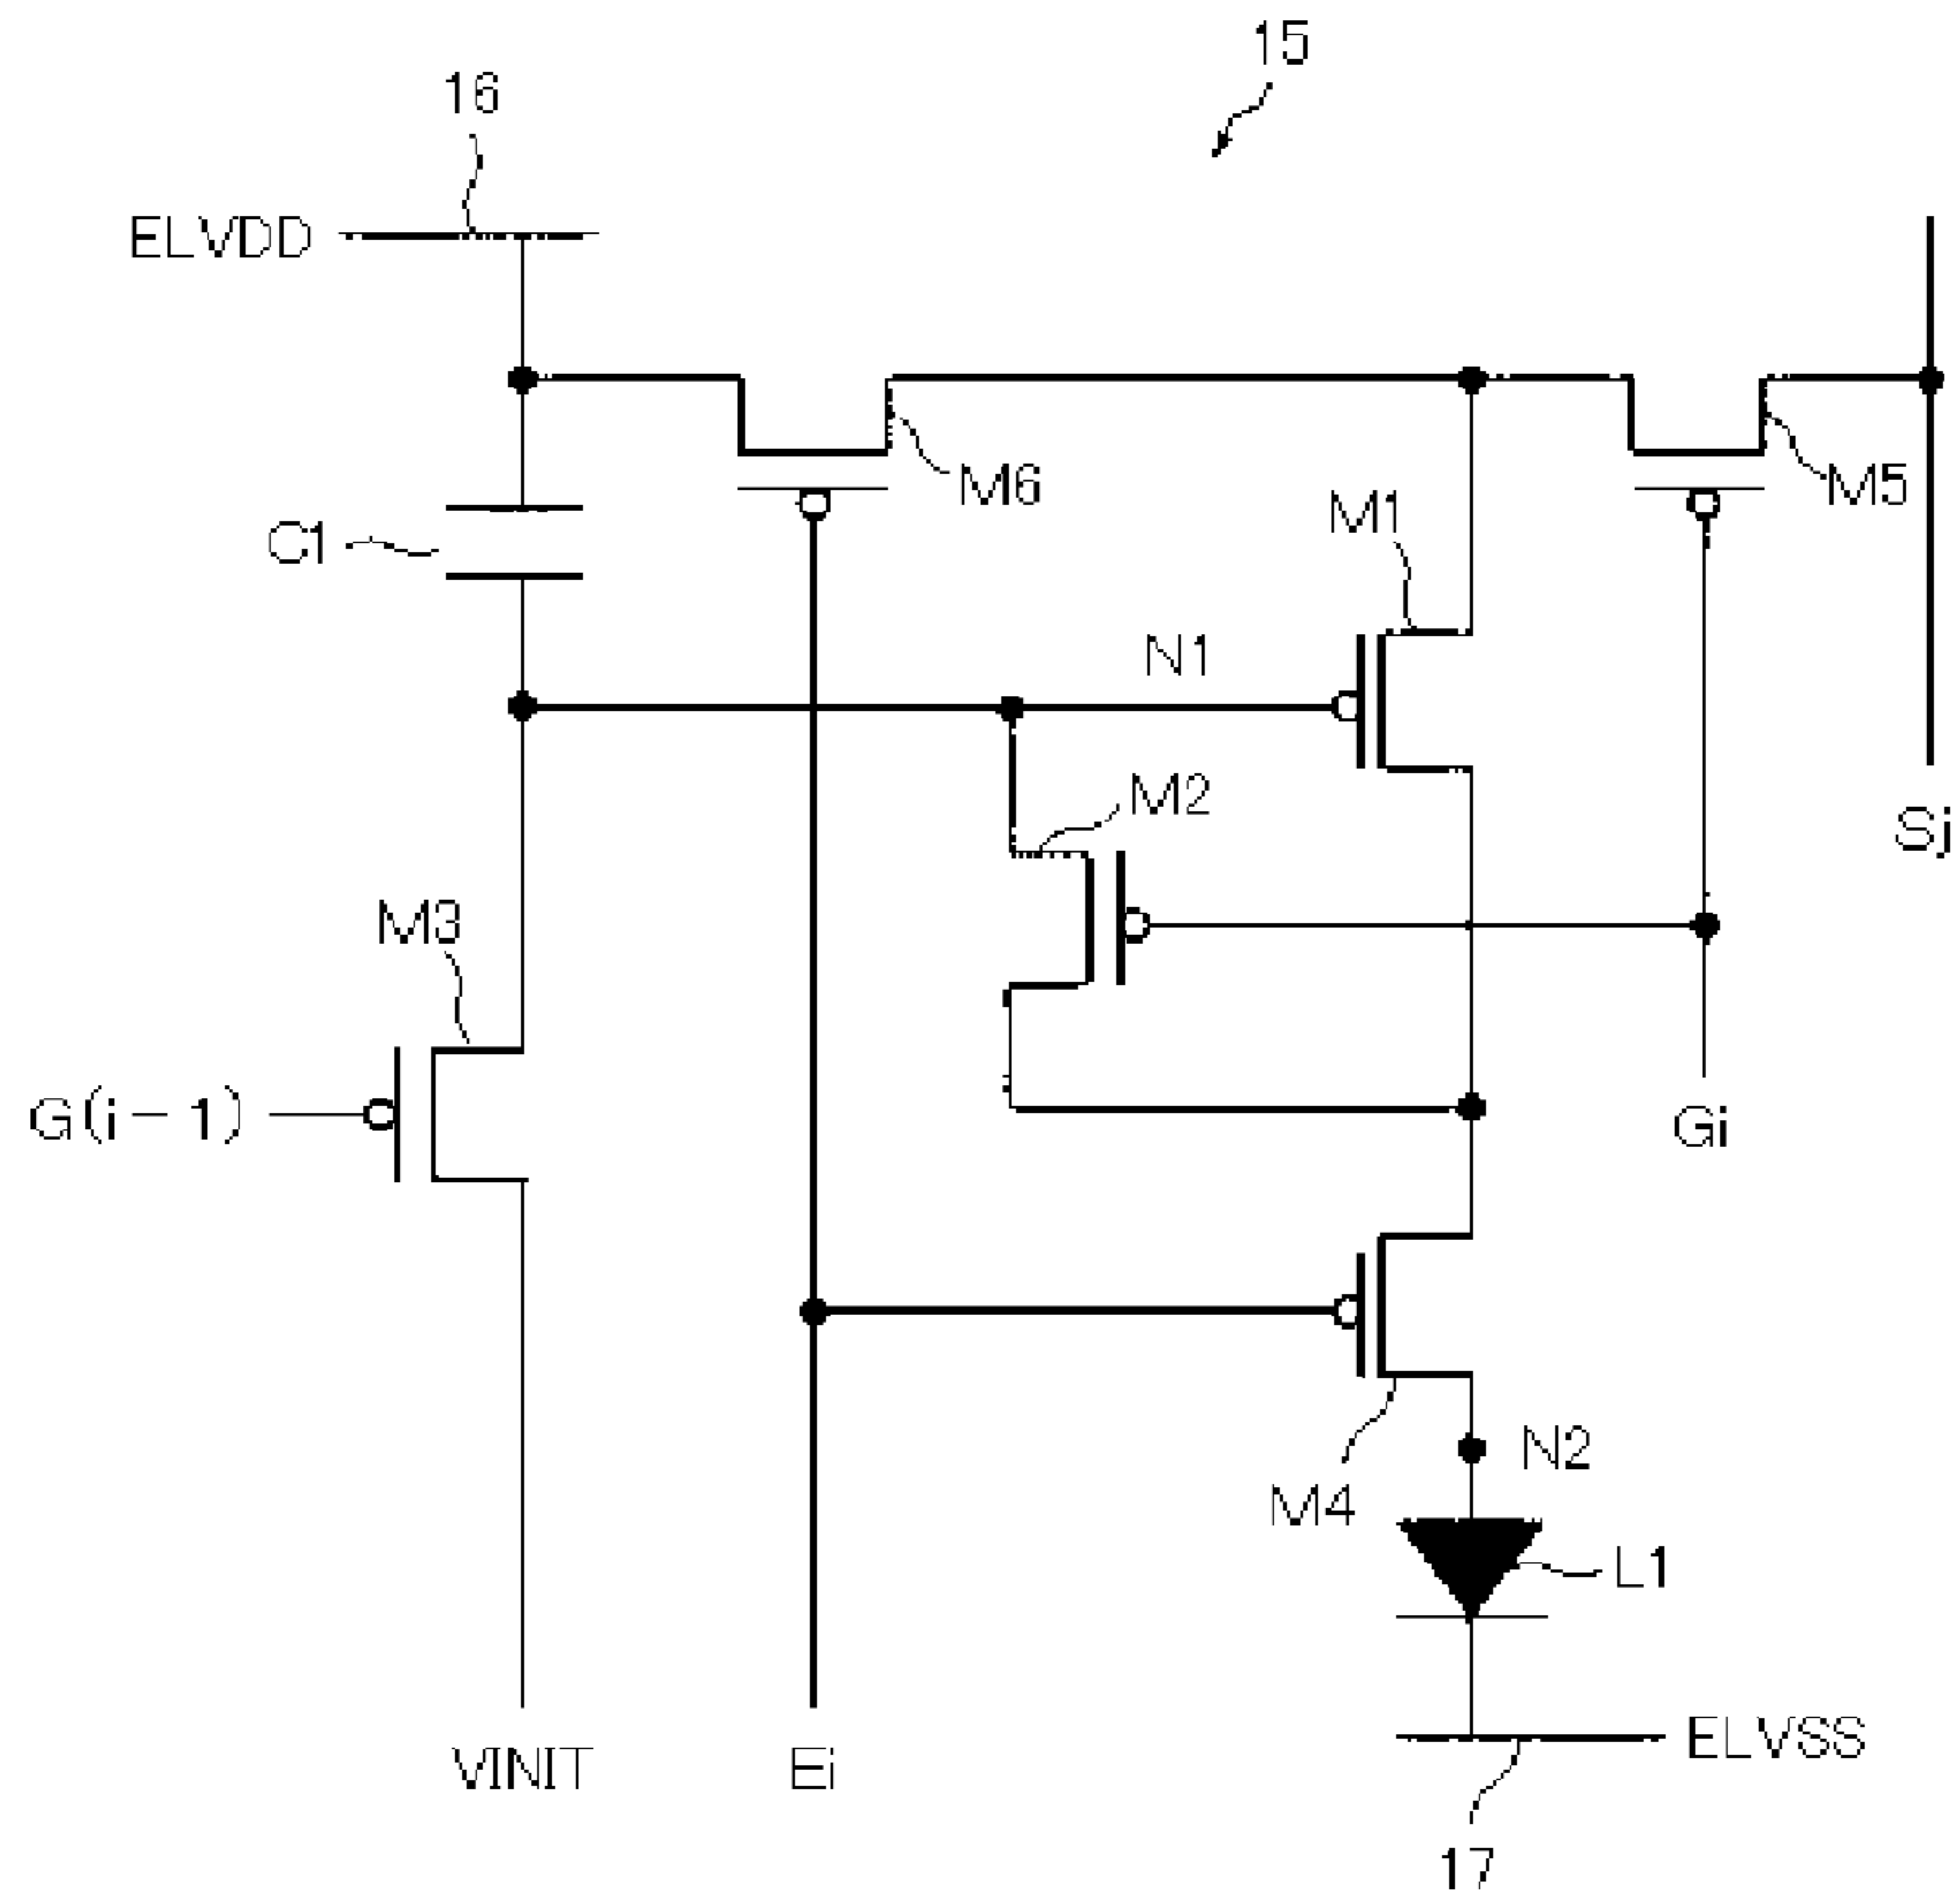 15
16
ELVDD
M6
M5
M1
C1
N1
M2
Sj
M3
G(i-1)
Gi
N2
M4
L1
ELVSS
VINIT
Ei
17